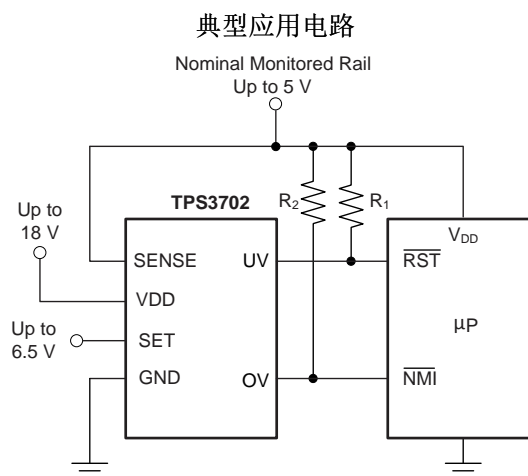 典型应用电路
Nominal Monitored Rail
Up to 5 V
TPS3702
R₂
R₁
Up to
18 V
VDD
SENSE
UV
RST
V_DD
Up to
6.5 V
SET
µP
GND
OV
NMI